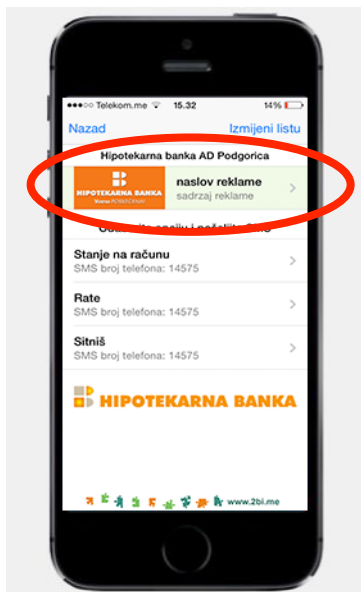 Telekom.me 15.32 14%
Nazad Izmijeni listu
Hipotekarna banka AD Podgorica
HIPOTEKARNA BANKA
naslov reklame
sadrzaj reklame
Stanje na računu
SMS broj telefona: 14575
Rate
SMS broj telefona: 14575
Sitniš
SMS broj telefona: 14575
HIPOTEKARNA BANKA
www.2bi.me